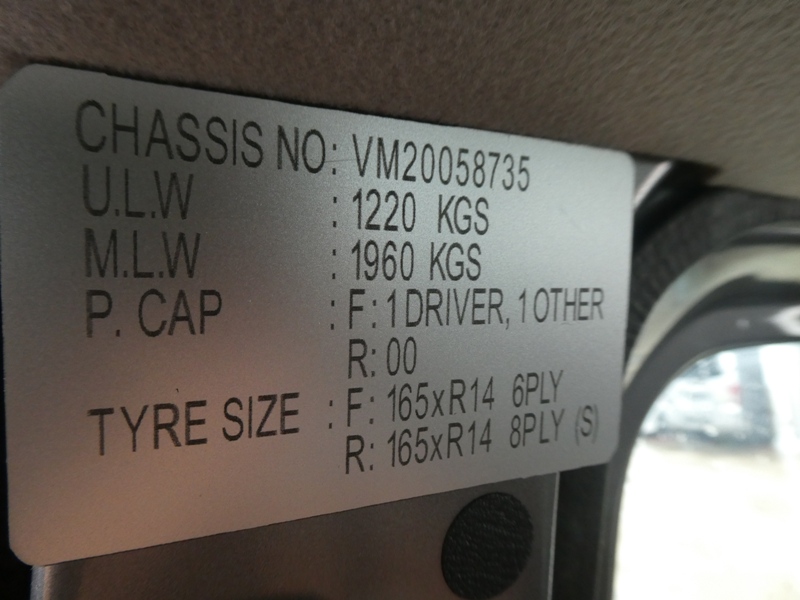 CHASSIS NO: VM20058735
U.L.W : 1220 KGS
M.L.W : 1960 KGS
P. CAP : F: 1 DRIVER, 1 OTHER
R: 00
TYRE SIZE : F: 165xR14 6PLY
R: 165xR14 8PLY (S)